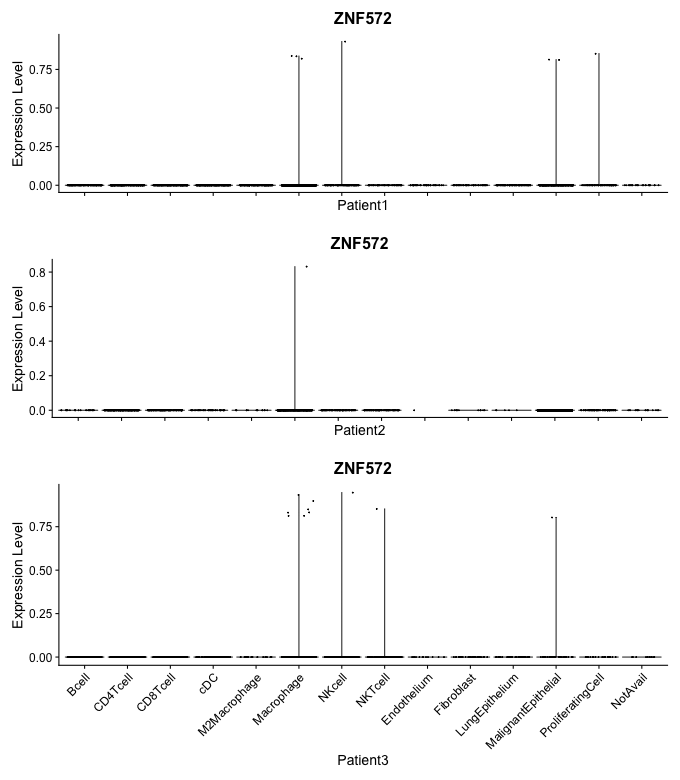 ZNF572
Expression Level
0.75
0.50
0.25
0.00
Patient1
ZNF572
Expression Level
0.8
0.6
0.4
0.2
0.0
Patient2
ZNF572
Expression Level
0.75
0.50
0.25
0.00
Bcell
CD4Tcell
CD8Tcell
cDC
M2Macrophage
Macrophage
NKcell
NKTcell
Endothelium
Fibroblast
LungEpithelium
MalignantEpithelial
ProliferatingCell
NotAvail
Patient3